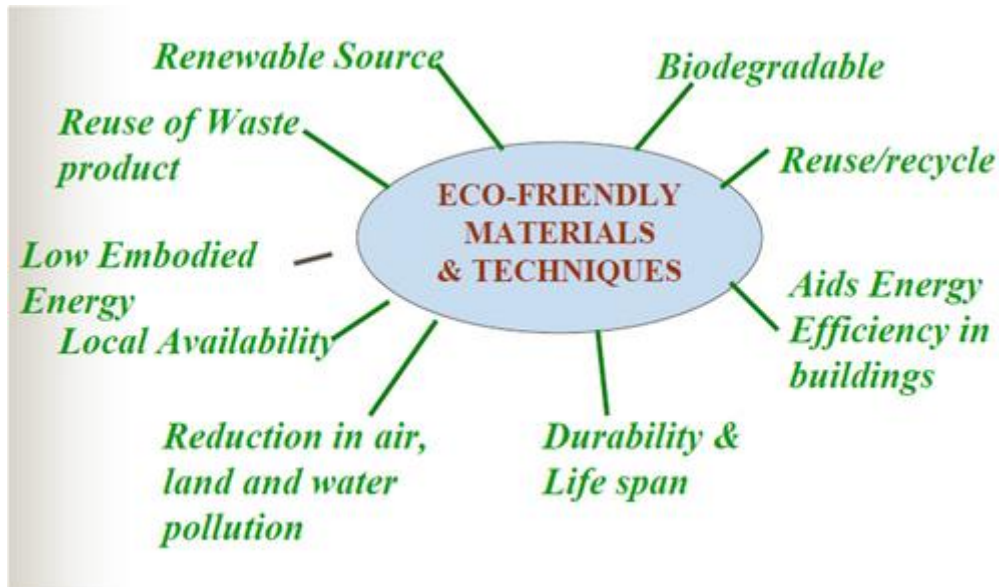 Renewable Source
Biodegradable
Reuse of Waste
product
Reuse/recycle
ECO-FRIENDLY
MATERIALS
& TECHNIQUES
Low Embodied
Energy
Aids Energy
Efficiency in
buildings
Local Availability
Reduction in air,
land and water
pollution
Durability &
Life span